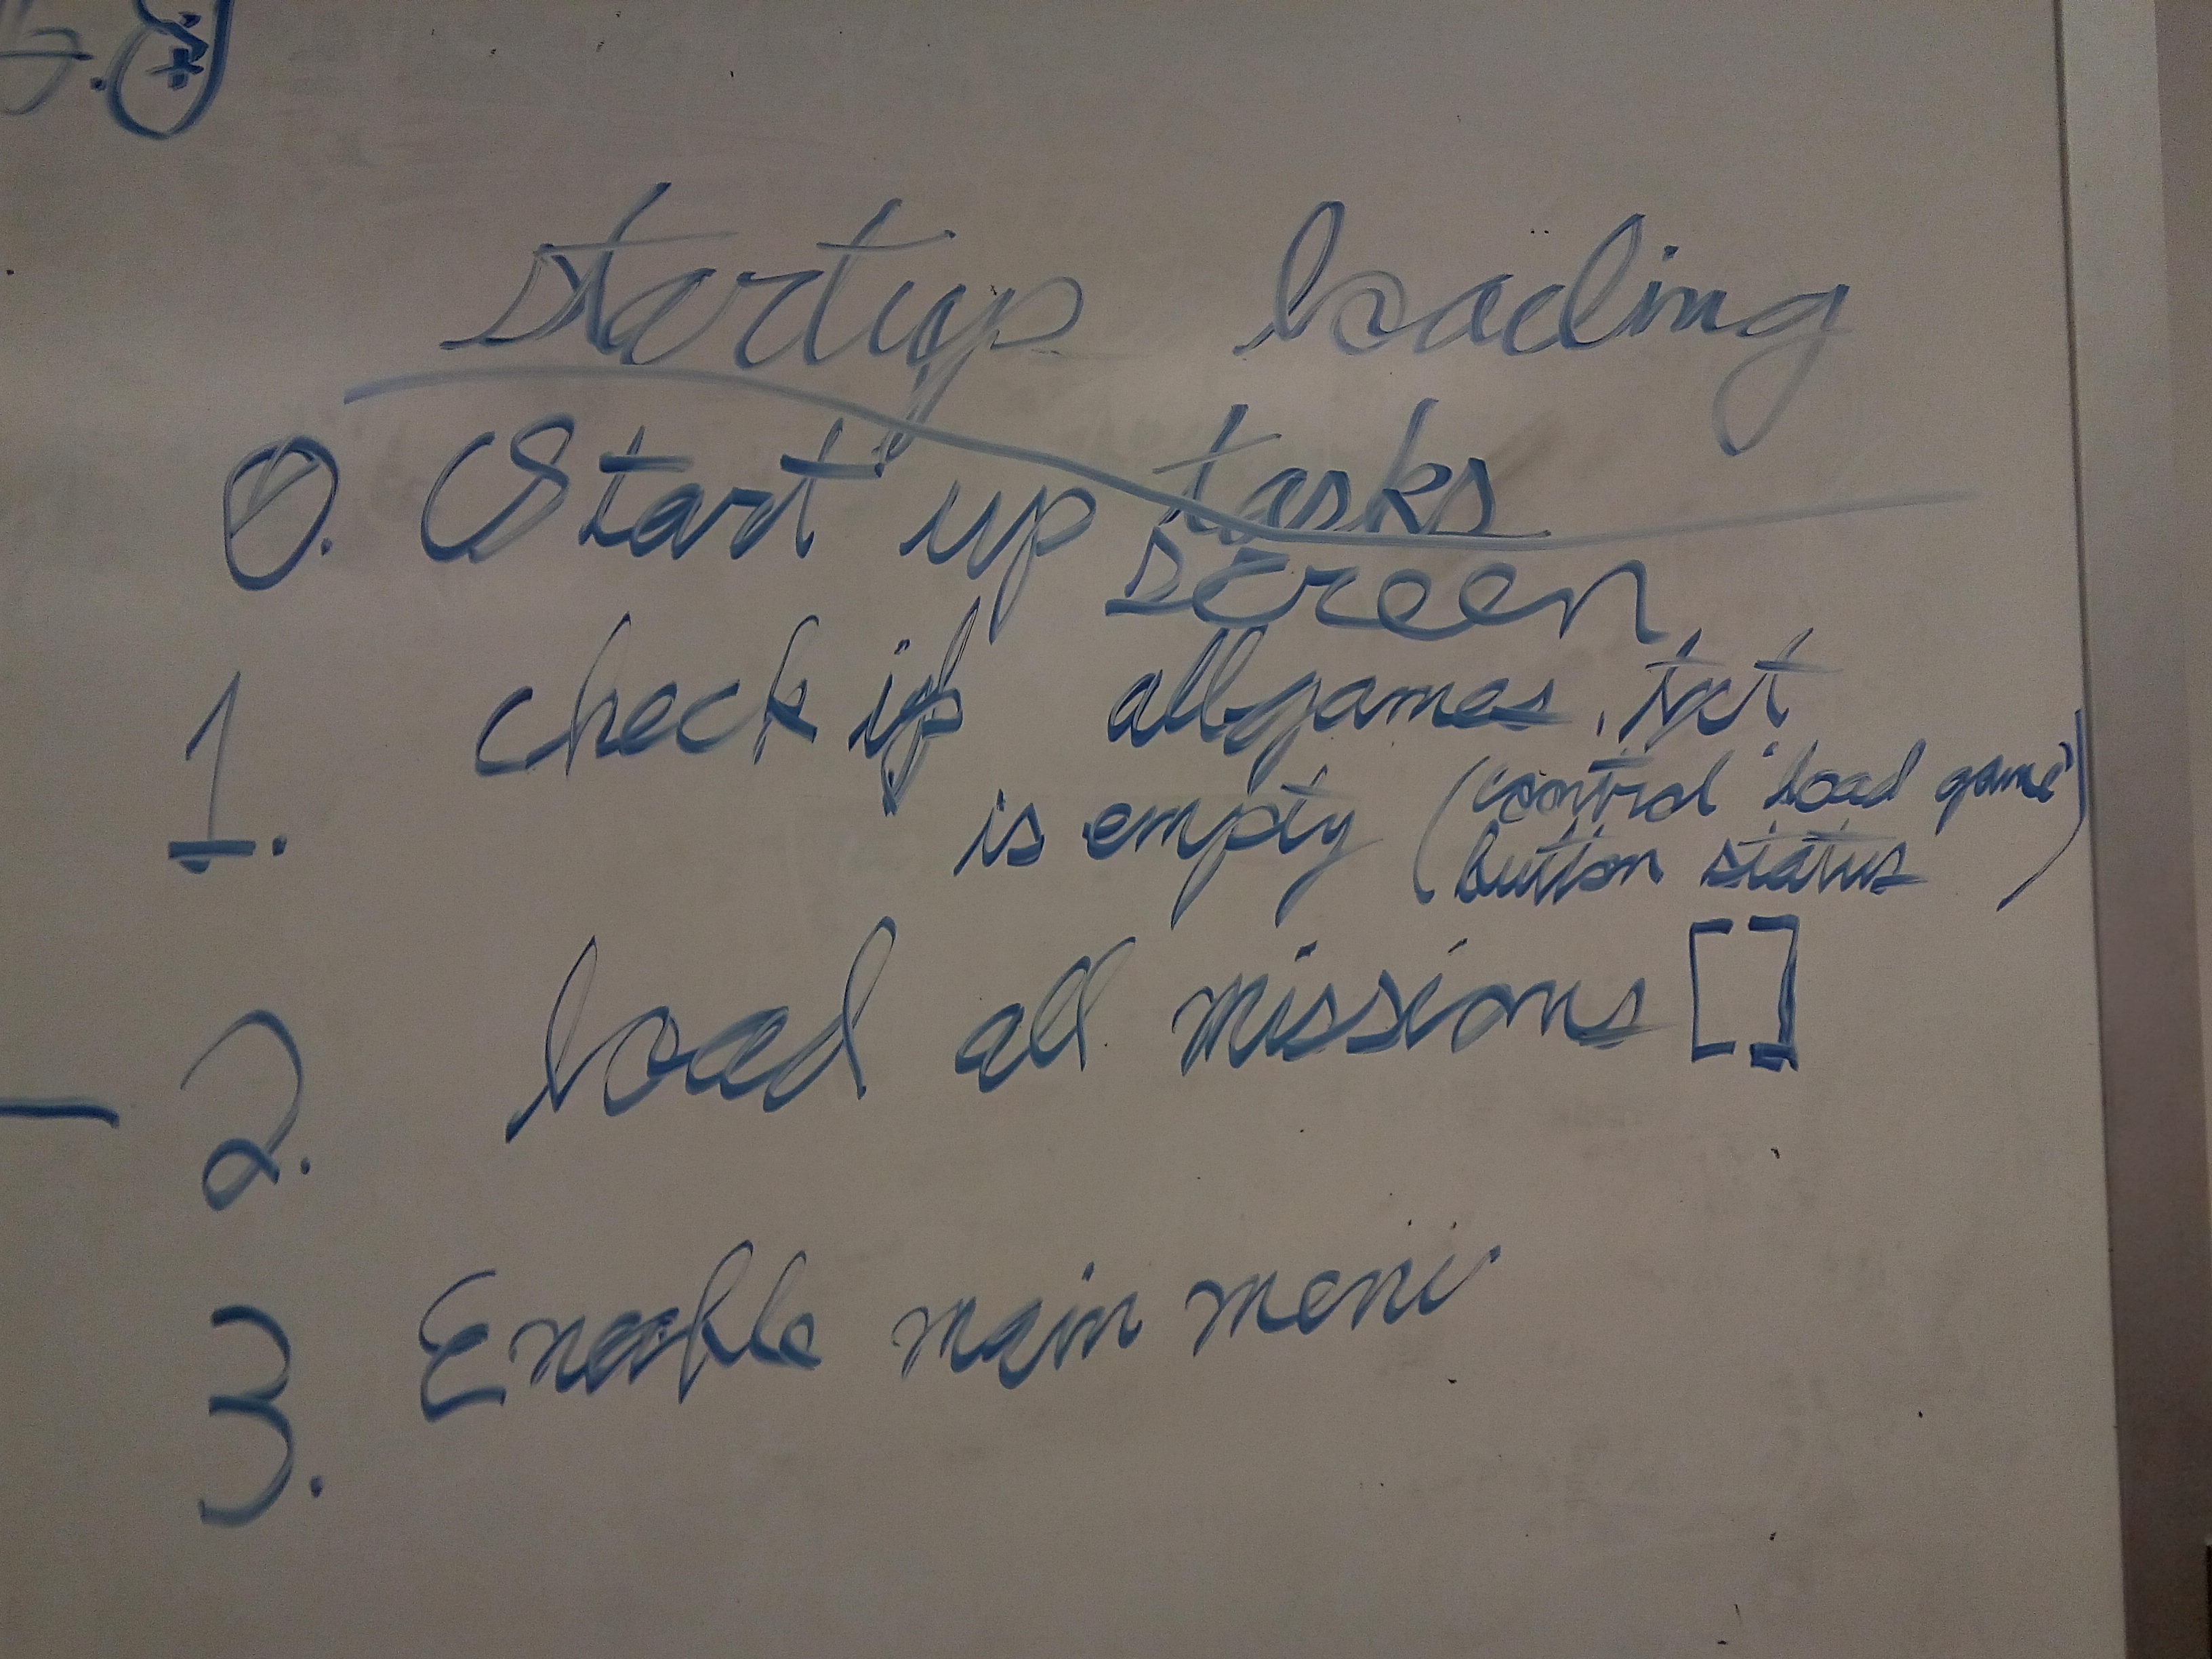 startup loading
tasks
0. Start up screen
1. check if allgames.txt
is empty (control "load game"
button status)
2. load all missions []
3. Enable main menu